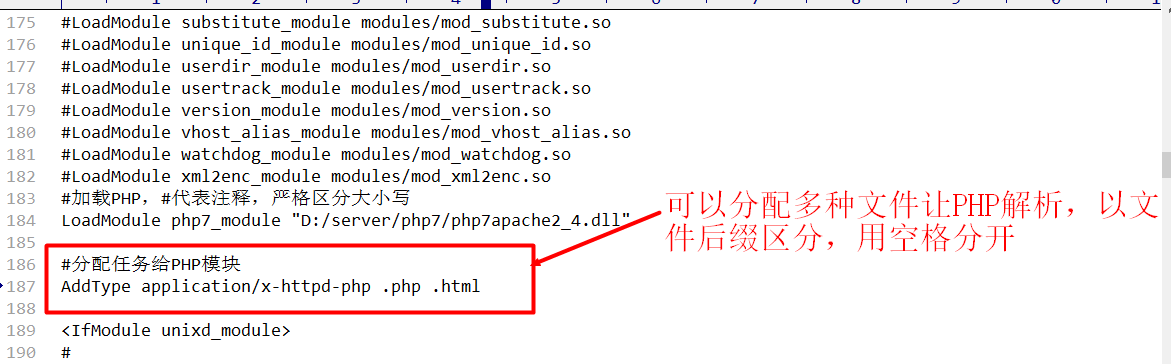 175 #LoadModule substitute_module modules/mod_substitute.so
176 #LoadModule unique_id_module modules/mod_unique_id.so
177 #LoadModule userdir_module modules/mod_userdir.so
178 #LoadModule usertrack_module modules/mod_usertrack.so
179 #LoadModule version_module modules/mod_version.so
180 #LoadModule vhost_alias_module modules/mod_vhost_alias.so
181 #LoadModule watchdog_module modules/mod_watchdog.so
182 #LoadModule xml2enc_module modules/mod_xml2enc.so
183 #加载PHP，#代表注释，严格区分大小写
184 LoadModule php7_module "D:/server/php7/php7apache2_4.dll"
185
186 #分配任务给PHP模块
187 AddType application/x-httpd-php .php .html
188
189 <IfModule unixd_module>
190 #
可以分配多种文件让PHP解析，以文
件后缀区分，用空格分开